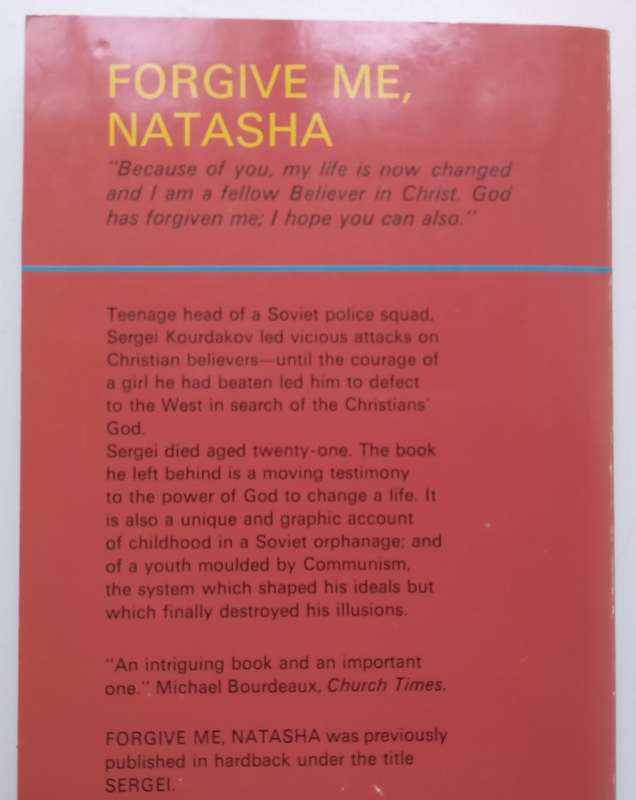 FORGIVE ME,
NATASHA
"Because of you, my life is now changed
and I am a fellow Believer in Christ. God
has forgiven me; I hope you can also."
Teenage head of a Soviet police squad,
Sergei Kourdakov led vicious attacks on
Christian believers—until the courage of
a girl he had beaten led him to defect
to the West in search of the Christians'
God.
Sergei died aged twenty-one. The book
he left behind is a moving testimony
to the power of God to change a life. It
is also a unique and graphic account
of childhood in a Soviet orphanage; and
of a youth moulded by Communism,
the system which shaped his ideals but
which finally destroyed his illusions.
"An intriguing book and an important
one." Michael Bourdeaux, Church Times.
FORGIVE ME, NATASHA was previously
published in hardback under the title
SERGEI.